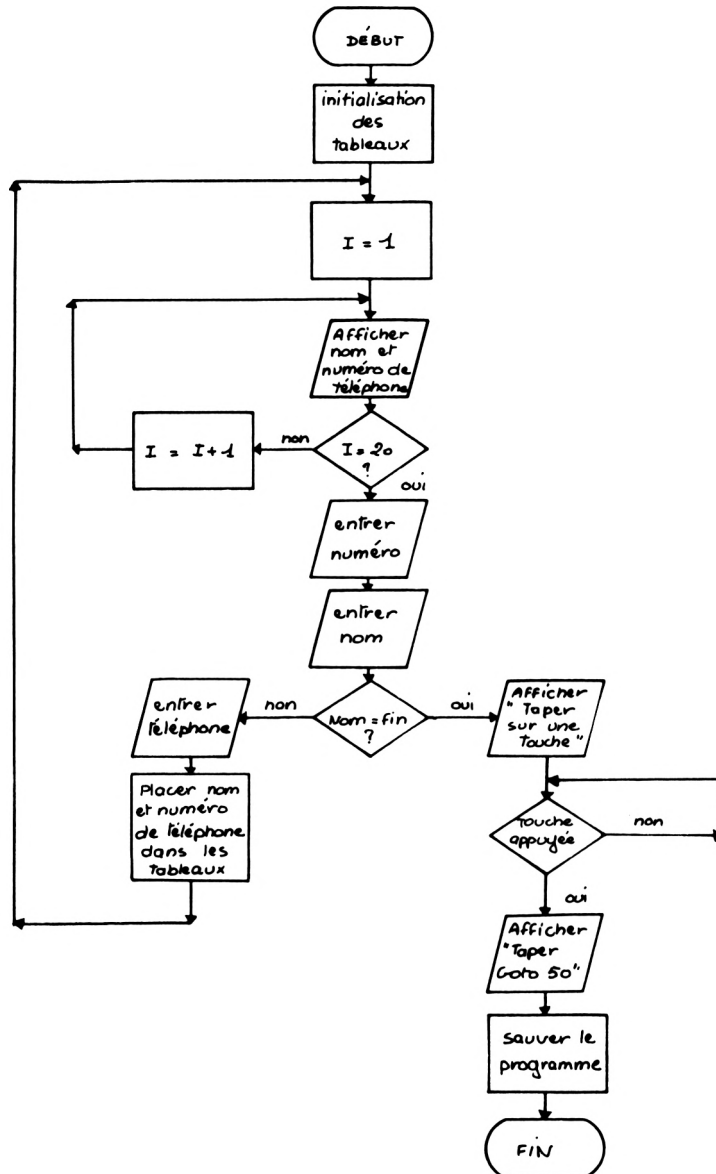 DÉBUT
initialisation
des
tableaux
I = 1
Afficher
nom et
numéro de
téléphone
I = I+1
non
I = 20
?
oui
entrer
numéro
entrer
nom
entrer
téléphone
non
Nom = Fin
?
oui
Afficher
"Taper
sur une
Touche"
Placer nom
et numéro
de téléphone
dans les
tableaux
Touche
appuyée
non
oui
Afficher
"Taper
Goto 50"
sauver le
programme
FIN